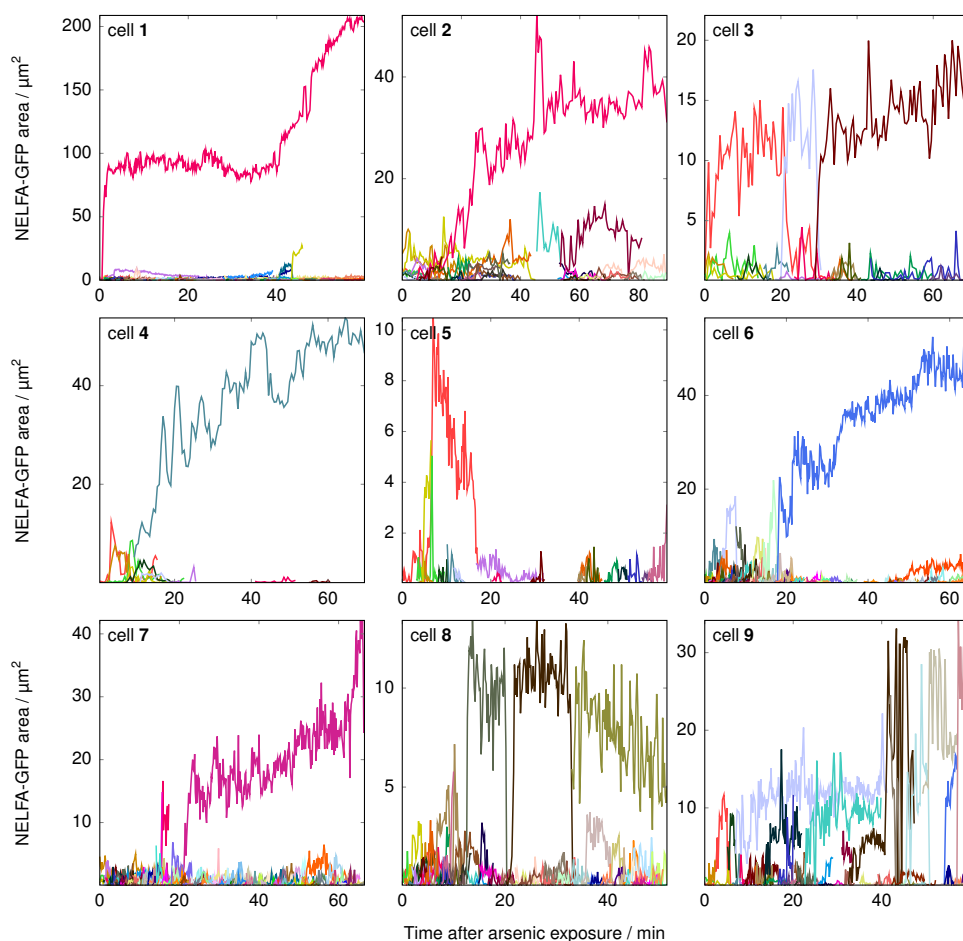 cell 1
cell 2
cell 3
NELFA-GFP area / µm²
200
150
100
50
0
0 20 40
40
20
0 20 40 60 80
20
15
10
5
0 20 40 60
cell 4
cell 5
cell 6
NELFA-GFP area / µm²
40
20
20 40 60
10
8
6
4
2
0 20 40
40
20
0 20 40 60
cell 7
cell 8
cell 9
NELFA-GFP area / µm²
40
30
20
10
0 20 40 60
10
5
0 20 40
30
20
10
0 20 40
Time after arsenic exposure / min